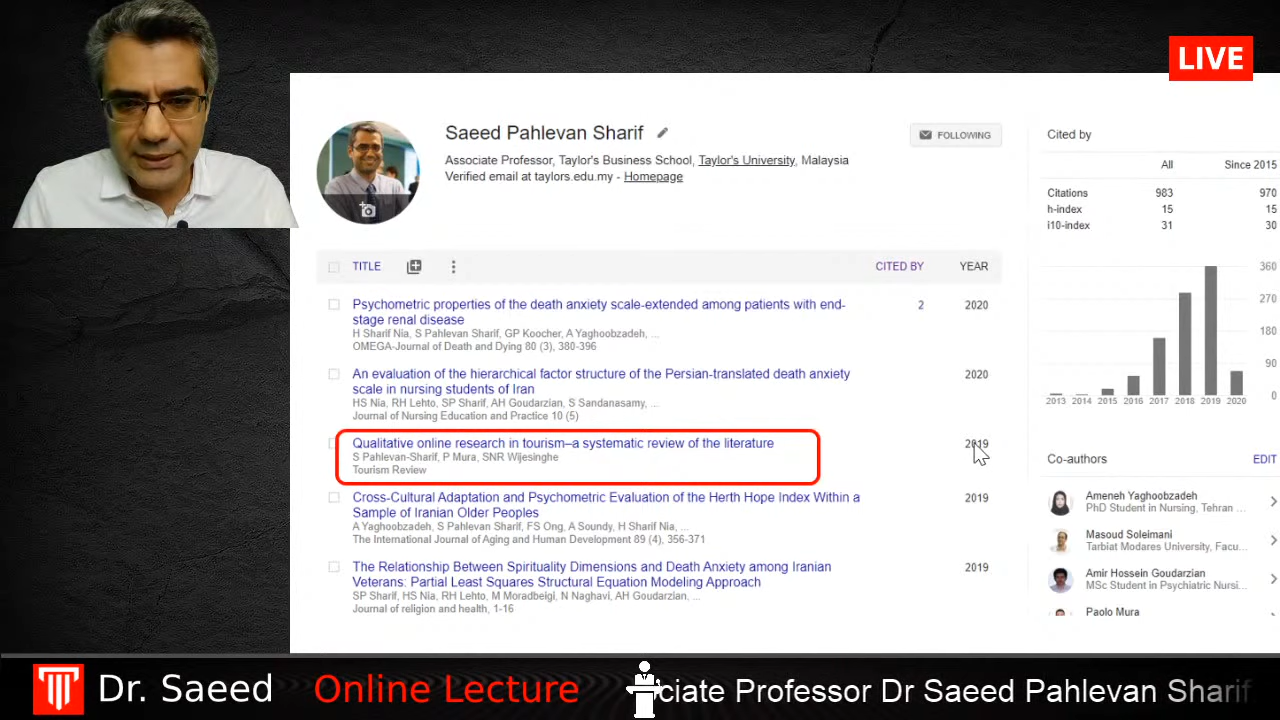 LIVE
Saeed Pahlevan Sharif
FOLLOWING
Associate Professor, Taylor's Business School, Taylor's University, Malaysia
Verified email at taylors.edu.my - Homepage
TITLE CITED BY YEAR
Psychometric properties of the death anxiety scale-extended among patients with end- 2 2020
stage renal disease
H Sharif Nia, S Pahlevan Sharif, GP Koocher, A Yaghoobzadeh, ...
OMEGA-Journal of Death and Dying 80 (3), 380-396
An evaluation of the hierarchical factor structure of the Persian-translated death anxiety 2020
scale in nursing students of Iran
HS Nia, RH Lehto, SP Sharif, AH Goudarzian, S Sandanasamy, ...
Journal of Nursing Education and Practice 10 (5)
Qualitative online research in tourism–a systematic review of the literature 2019
S Pahlevan-Sharif, P Mura, SNR Wijesinghe
Tourism Review
Cross-Cultural Adaptation and Psychometric Evaluation of the Herth Hope Index Within a 2019
Sample of Iranian Older Peoples
A Yaghoobzadeh, S Pahlevan Sharif, FS Ong, A Soundy, H Sharif Nia, ...
The International Journal of Aging and Human Development 89 (4), 356-371
The Relationship Between Spirituality Dimensions and Death Anxiety among Iranian 2019
Veterans: Partial Least Squares Structural Equation Modeling Approach
SP Sharif, HS Nia, RH Lehto, M Moradbeigi, N Naghavi, AH Goudarzian, ...
Journal of religion and health, 1-16
Cited by
All Since 2015
Citations 983 970
h-index 15 15
i10-index 31 30
360
270
180
90
0
2013 2014 2015 2016 2017 2018 2019 2020
Co-authors EDIT
Ameneh Yaghoobzadeh
PhD Student in Nursing, Tehran ...
Masoud Soleimani
Tarbiat Modares University, Facu...
Amir Hossein Goudarzian
MSc Student in Psychiatric Nursi...
Paolo Mura
Dr. Saeed Online Lecture ciate Professor Dr Saeed Pahlevan Sharif